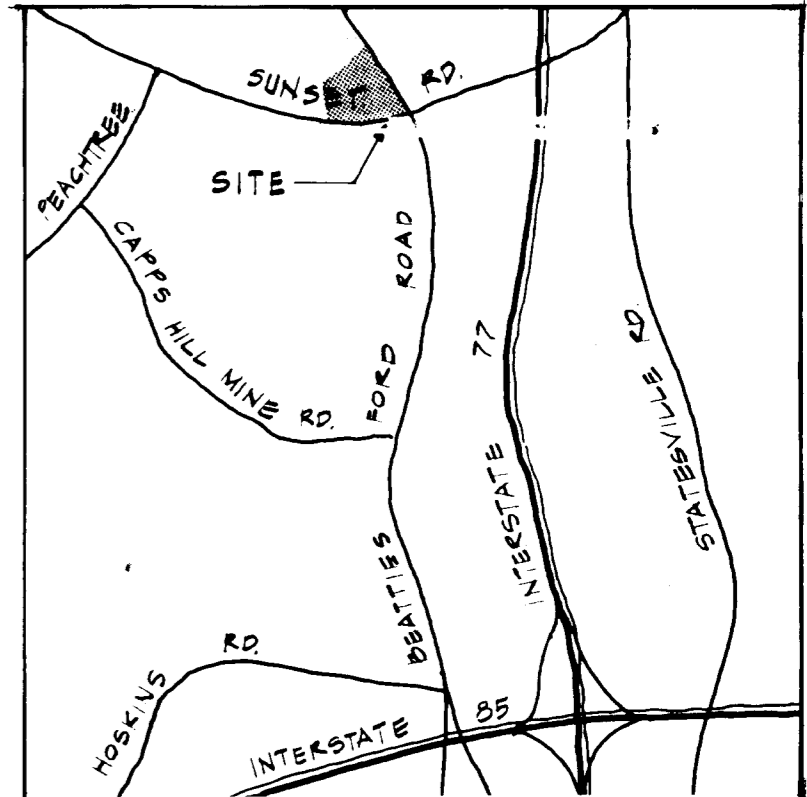 SUNSET RD.
PEACHTREE
SITE
CAPPS HILL MINE RD.
BEATTIES FORD ROAD
INTERSTATE 77
STATESVILLE RD.
HOSKINS RD.
INTERSTATE 85